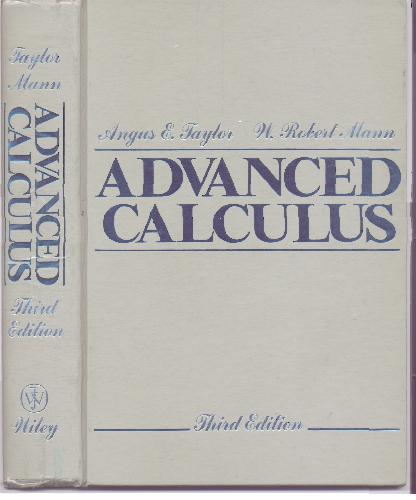 Taylor
Mann
ADVANCED
CALCULUS
Third
Edition
Wiley
Angus E. Taylor W. Robert Mann
ADVANCED
CALCULUS
Third Edition